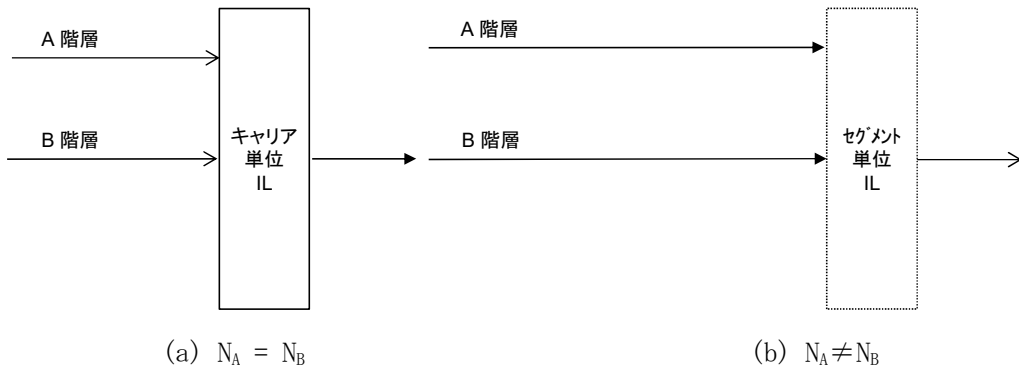 A 階層
B 階層
キャリア
単位
IL
A 階層
B 階層
ｾｸﾞﾒﾝﾄ
単位
IL
(a) N_A = N_B
(b) N_A≠N_B